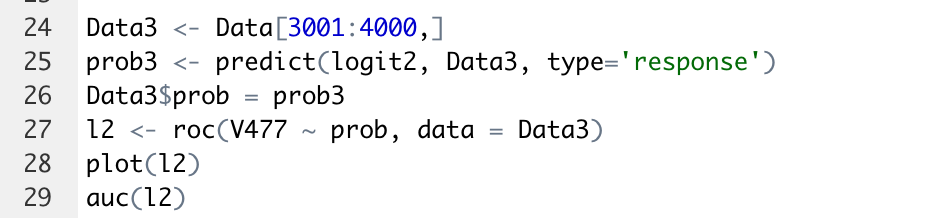 24 Data3 <- Data[3001:4000,]
25 prob3 <- predict(logit2, Data3, type='response')
26 Data3$prob = prob3
27 l2 <- roc(V477 ~ prob, data = Data3)
28 plot(l2)
29 auc(l2)